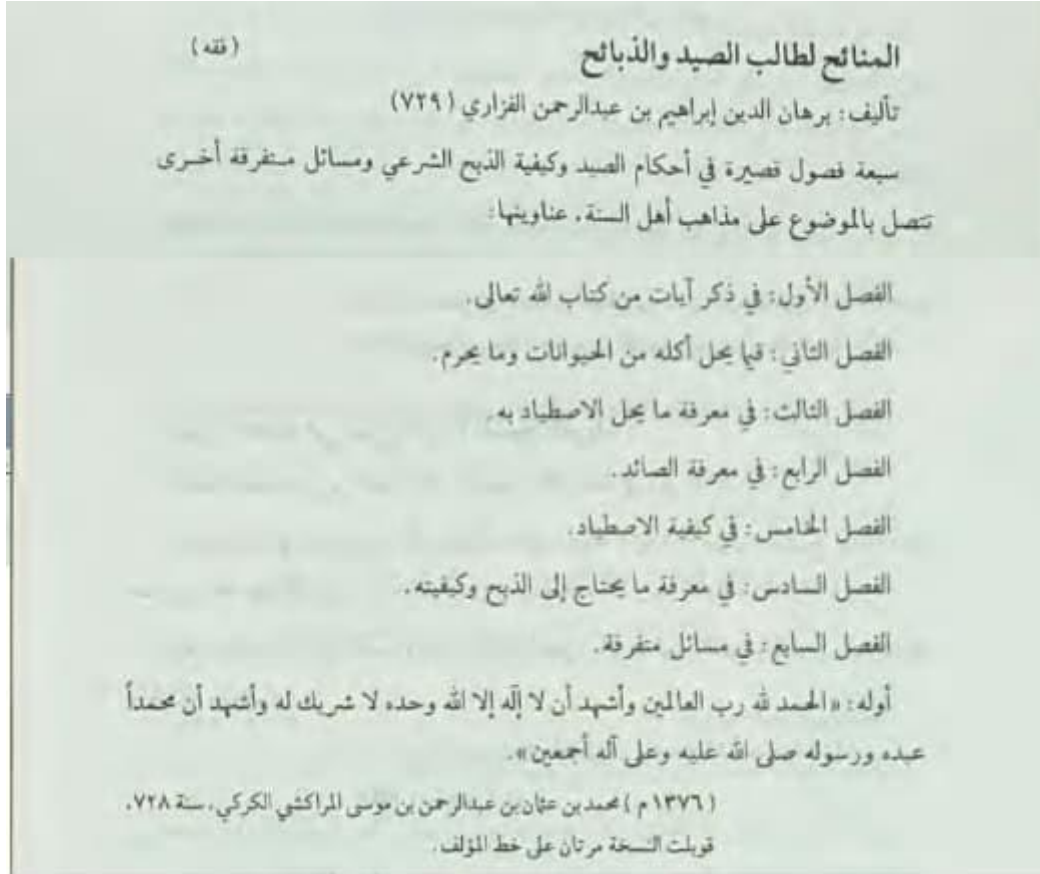 المنائح لطالب الصيد والذبائح (فقه)
تأليف: برهان الدين إبراهيم بن عبدالرحمن الفزاري (٧٢٩)
سبعة فصول قصيرة في أحكام الصيد وكيفية الذبح الشرعي ومسائل متفرقة أخرى
تتصل بالموضوع على مذاهب أهل السنة، عناوينها:
الفصل الأول: في ذكر آيات من كتاب الله تعالى.
الفصل الثاني: فيما يحل أكله من الحيوانات وما يحرم.
الفصل الثالث: في معرفة ما يحل الاصطياد به.
الفصل الرابع: في معرفة الصائد.
الفصل الخامس: في كيفية الاصطياد.
الفصل السادس: في معرفة ما يحتاج إلى الذبح وكيفيته.
الفصل السابع: في مسائل متفرقة.
أوله: «الحمد لله رب العالمين وأشهد أن لا إله إلا الله وحده لا شريك له وأشهد أن محمداً
عبده ورسوله صلى الله عليه وعلى آله أجمعين».
(١٣٧٦ م) محمد بن عثمان بن عبدالرحمن بن موسى المراكشي الكركي، سنة ٧٢٨،
قوبلت النسخة مرتان على خط المؤلف.